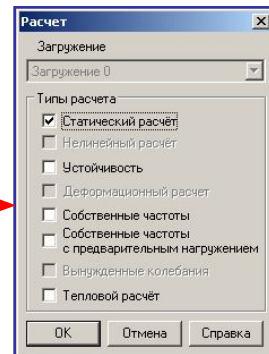 Расчет
Загружение
Загружение 0
Типы расчета
Статический расчёт
Нелинейный расчёт
Устойчивость
Деформационный расчет
Собственные частоты
Собственные частоты
с предварительным нагружением
Вынужденные колебания
Тепловой расчёт
OK Отмена Справка